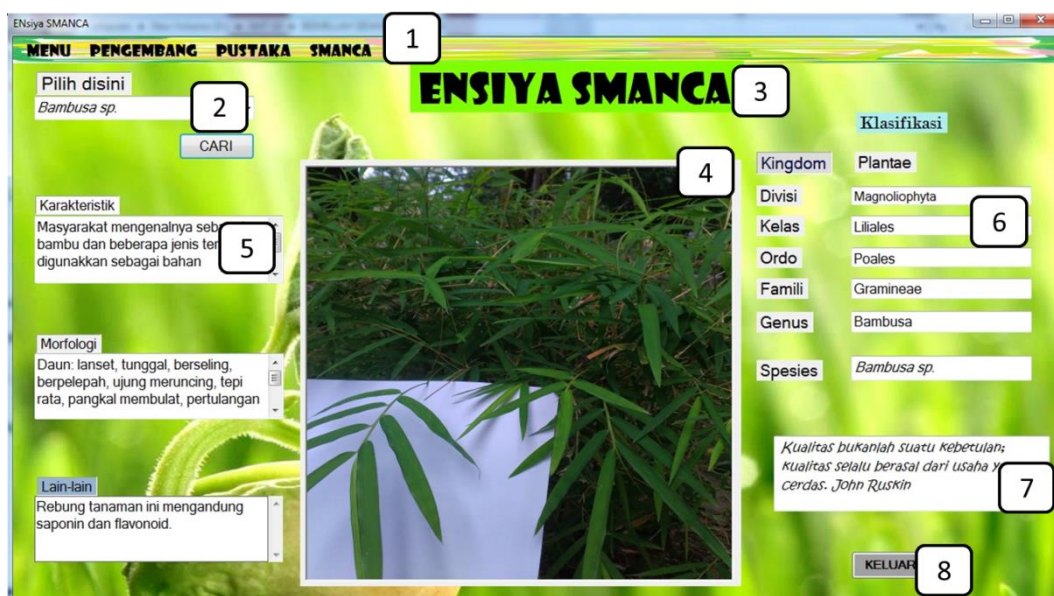 ENsiya SMANCA
MENU PENGEMBANG PUSTAKA SMANCA
1
ENSIYA SMANCA
3
Pilih disini
Bambusa sp.
2
CARI
Karakteristik
Masyarakat mengenalnya
bambu dan beberapa jenis
digunakkan sebagai bahan
5
Morfologi
Daun: lanset, tunggal, berseling,
berpelepah, ujung meruncing, tepi
rata, pangkal membulat, pertulangan
Lain-lain
Rebung tanaman ini mengandung
saponin dan flavonoid.
4
Klasifikasi
Kingdom Plantae
Divisi Magnoliophyta
Kelas Liliales
6
Ordo Poales
Famili Gramineae
Genus Bambusa
Spesies Bambusa sp.
Kualitas bukanlah suatu kebetulan;
kualitas selalu berasal dari usaha
cerdas. John Ruskin
7
KELUAR
8